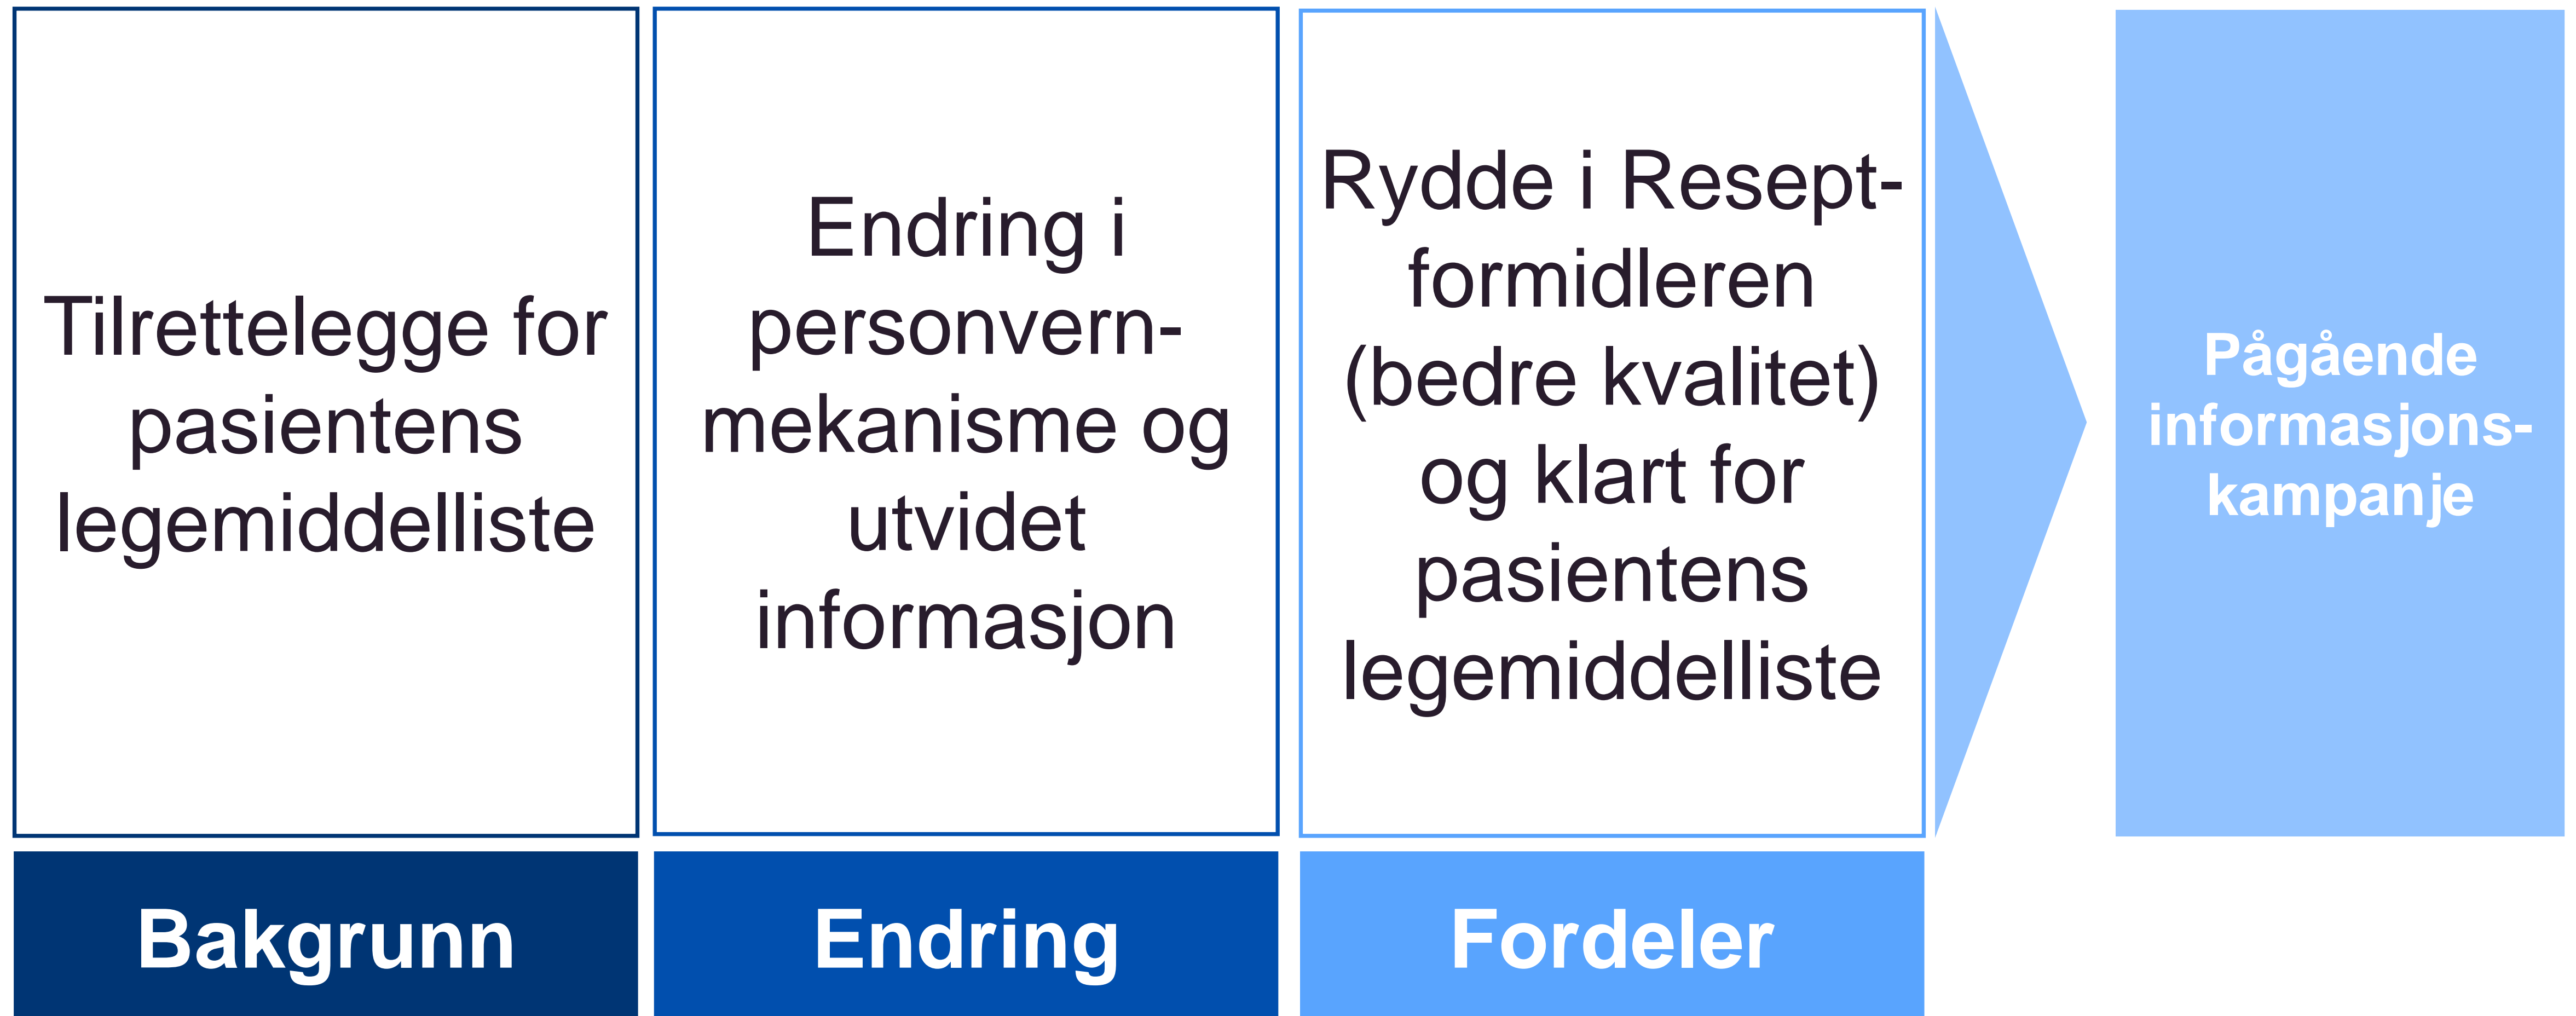 Tilrettelegge for
pasientens
legemiddelliste
Bakgrunn
Endring i
personvern-
mekanisme og
utvidet
informasjon
Endring
Rydde i Resept-
formidleren
(bedre kvalitet)
og klart for
pasientens
legemiddelliste
Fordeler
Pågående
informasjons-
kampanje